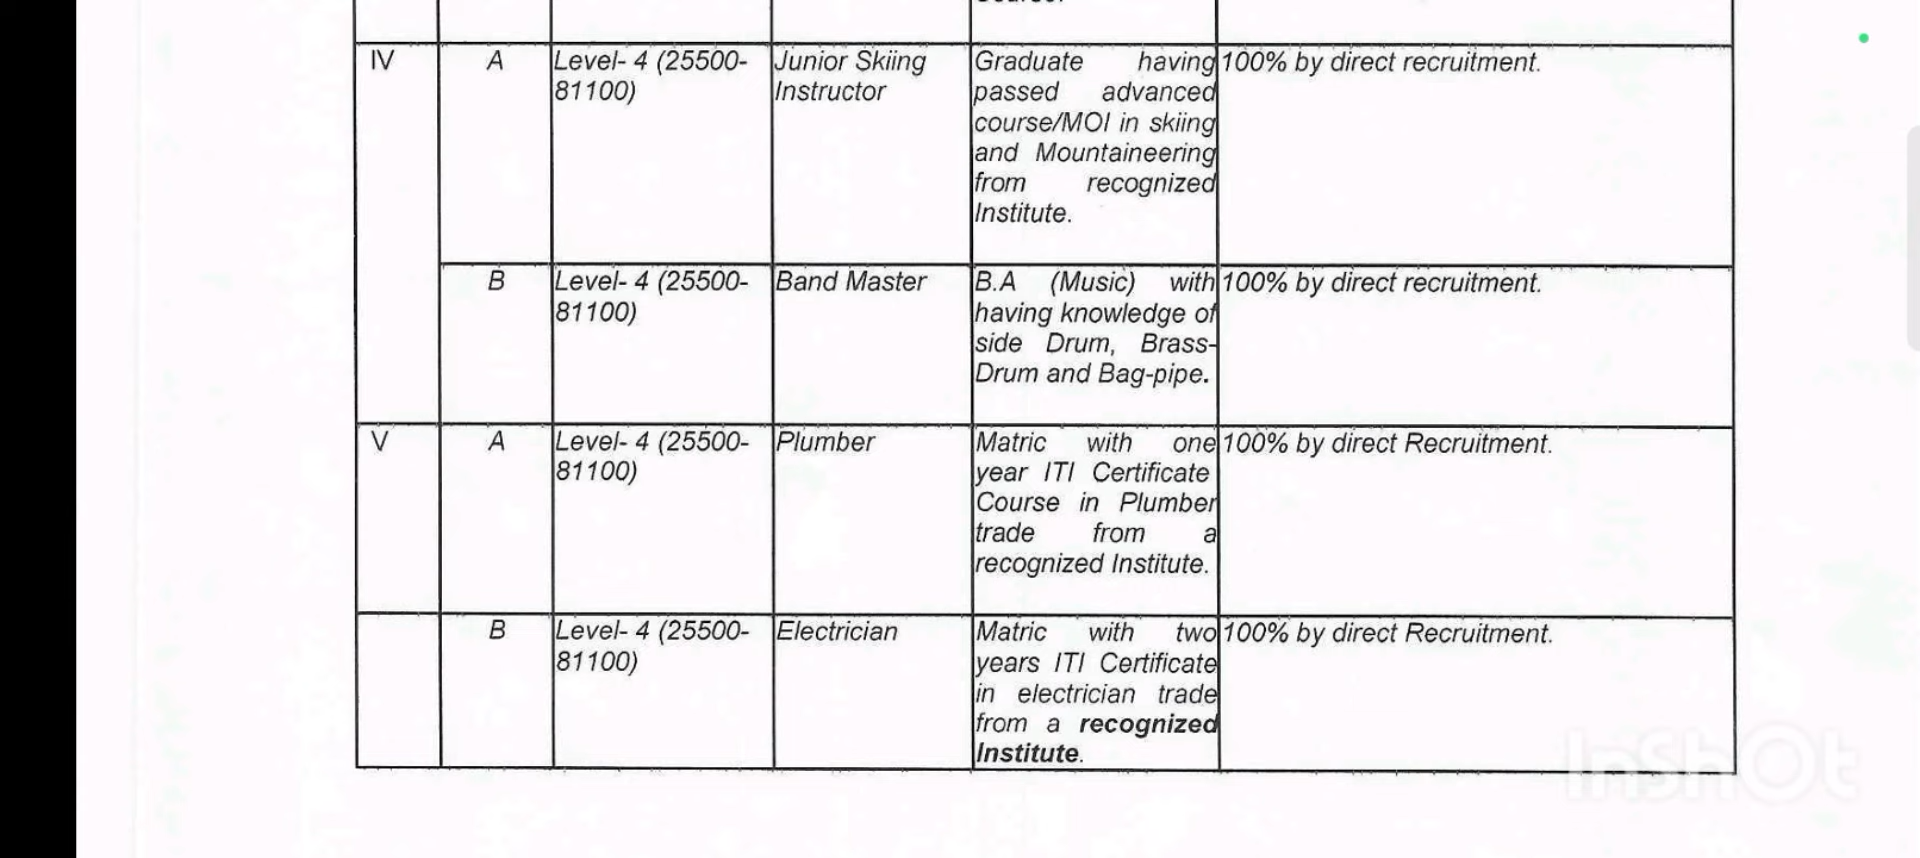 Course.
IV A Level- 4 (25500- Junior Skiing Graduate having 100% by direct recruitment.
81100) Instructor passed advanced
course/MOI in skiing
and Mountaineering
from recognized
Institute.
B Level- 4 (25500- Band Master B.A (Music) with 100% by direct recruitment.
81100) having knowledge of
side Drum, Brass-
Drum and Bag-pipe.
V A Level- 4 (25500- Plumber Matric with one 100% by direct Recruitment.
81100) year ITI Certificate
Course in Plumber
trade from a
recognized Institute.
B Level- 4 (25500- Electrician Matric with two 100% by direct Recruitment.
81100) years ITI Certificate
in electrician trade
from a recognized
Institute.
InShOt